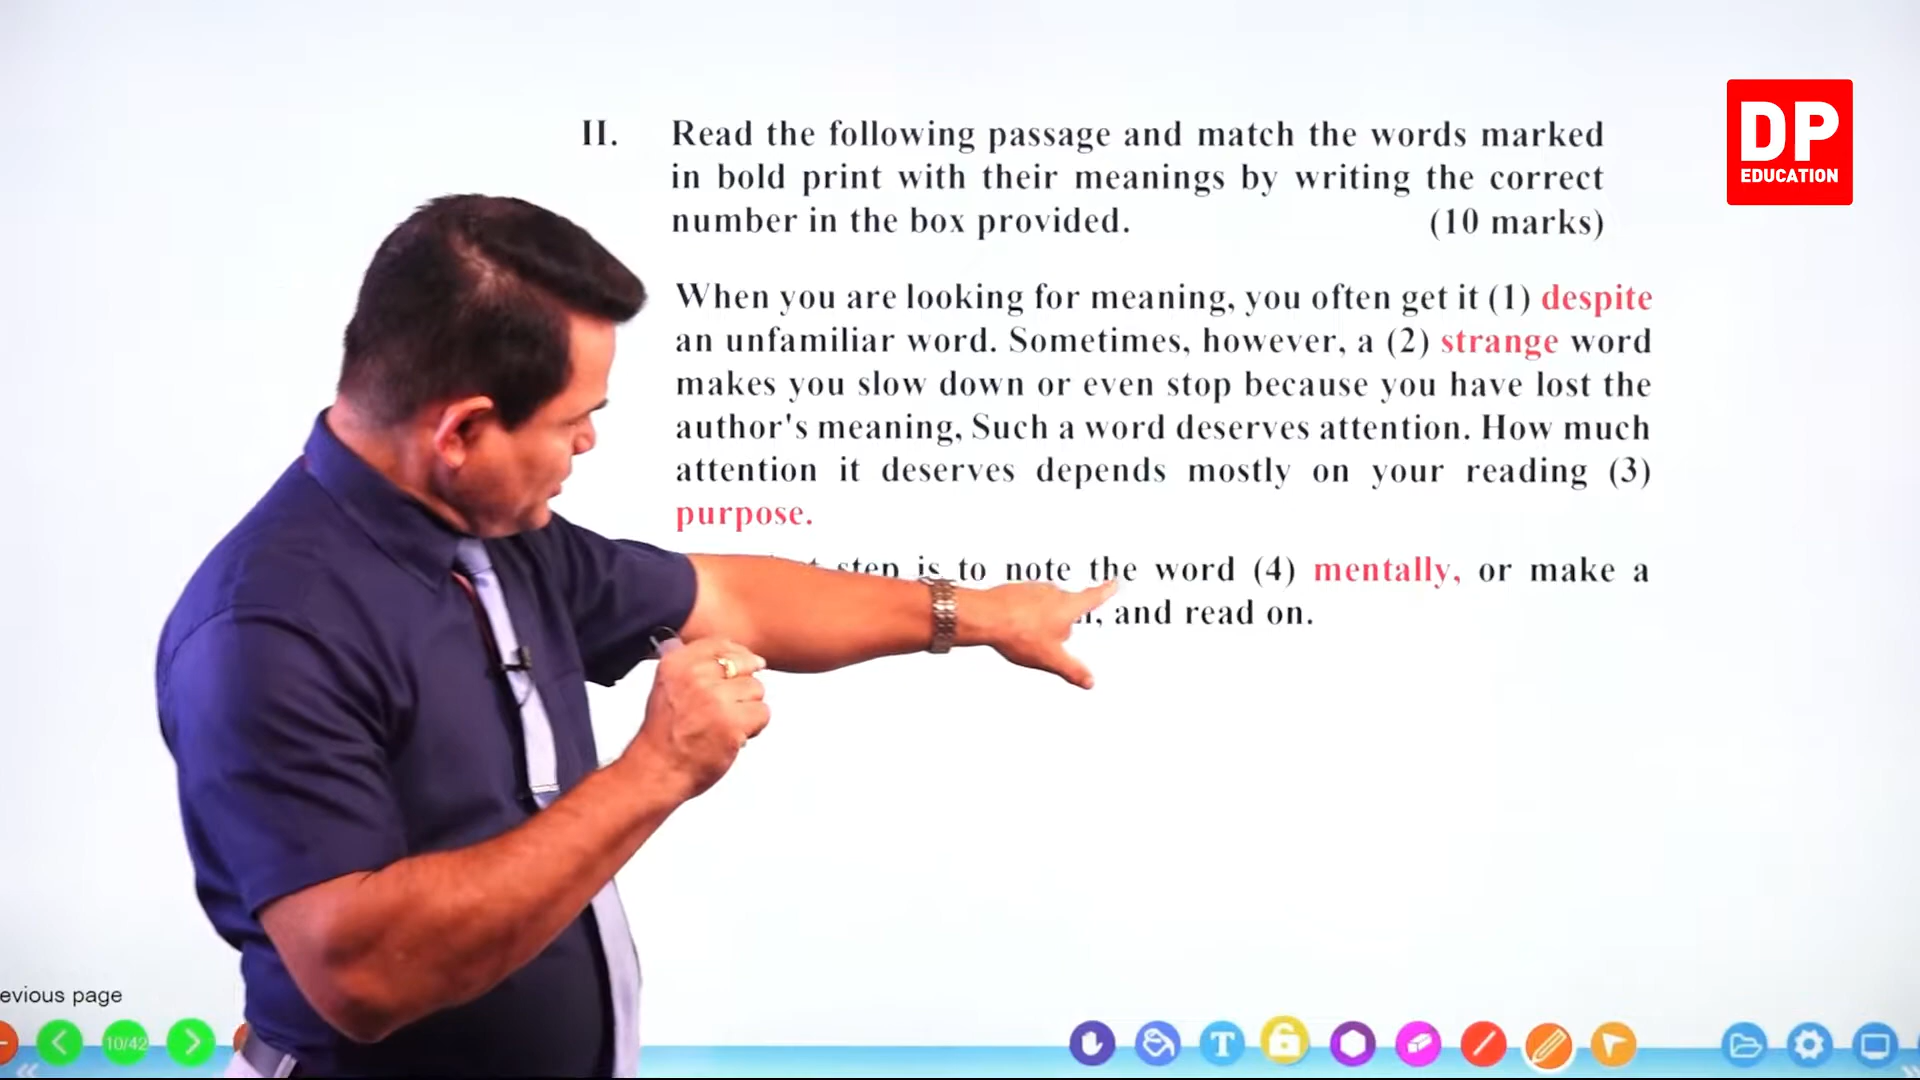 DP
EDUCATION
II. Read the following passage and match the words marked
in bold print with their meanings by writing the correct
number in the box provided. (10 marks)
When you are looking for meaning, you often get it (1) despite
an unfamiliar word. Sometimes, however, a (2) strange word
makes you slow down or even stop because you have lost the
author's meaning, Such a word deserves attention. How much
attention it deserves depends mostly on your reading (3)
purpose.
step is to note the word (4) mentally, or make a
, and read on.
evious page
10/42
T